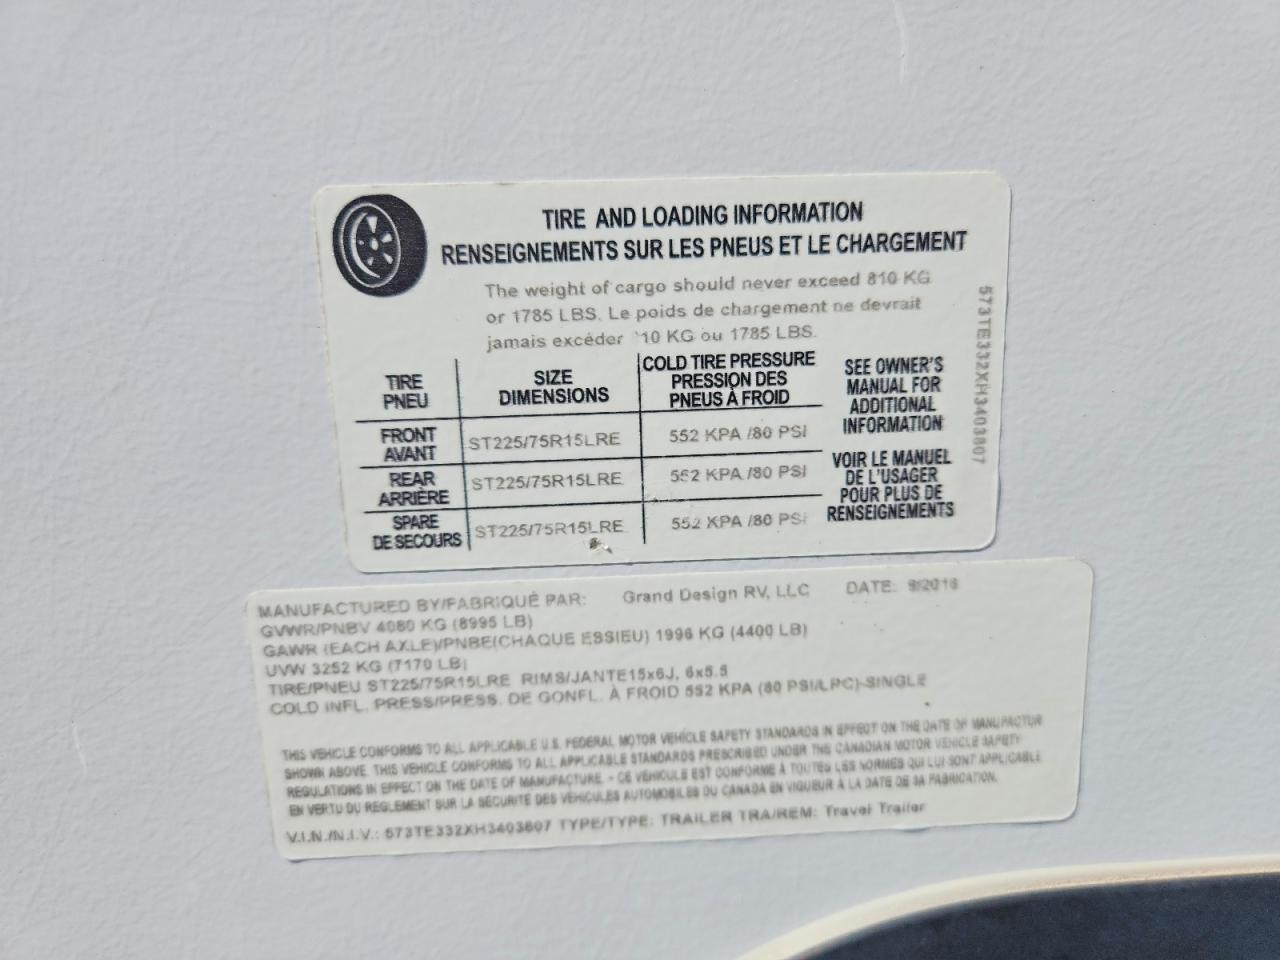 TIRE AND LOADING INFORMATION
RENSEIGNEMENTS SUR LES PNEUS ET LE CHARGEMENT
The weight of cargo should never exceed 810 KG
or 1785 LBS. Le poids de chargement ne devrait
jamais excéder 10 KG ou 1785 LBS.
TIRE PNEU SIZE DIMENSIONS COLD TIRE PRESSURE PRESSION DES PNEUS À FROID
FRONT AVANT ST225/75R15LRE 552 KPA /80 PSI
REAR ARRIÈRE ST225/75R15LRE 552 KPA /80 PSI
SPARE DE SECOURS ST225/75R15LRE 552 KPA /80 PSI
SEE OWNER'S
MANUAL FOR
ADDITIONAL
INFORMATION
VOIR LE MANUEL
DE L'USAGER
POUR PLUS DE
RENSEIGNEMENTS
573TE332XH3403807
MANUFACTURED BY/FABRIQUÉ PAR: Grand Design RV, LLC DATE:
GVWR/PNBV 4080 KG (8995 LB)
GAWR (EACH AXLE)/PNBE(CHAQUE ESSIEU) 1996 KG (4400 LB)
UVW 3252 KG (7170 LB)
TIRE/PNEU ST225/75R15LRE RIMS/JANTE15x6J, 6x5.5
COLD INFL. PRESS/PRESS. DE GONFL. À FROID 552 KPA (80 PSI/LPC)-SINGLE
THIS VEHICLE CONFORMS TO ALL APPLICABLE U.S. FEDERAL MOTOR VEHICLE SAFETY STANDARDS IN EFFECT ON THE DATE OF MANUFACTUR
SHOWN ABOVE. THIS VEHICLE CONFORMS TO ALL APPLICABLE STANDARDS PRESCRIBED UNDER THE CANADIAN MOTOR VEHICLE SAFETY
REGULATIONS IN EFFECT ON THE DATE OF MANUFACTURE. - CE VÉHICULE EST CONFORME À TOUTES LES NORMES QUI LUI SONT APPLICABLE
EN VERTU DU REGLEMENT SUR LA SÉCURITÉ DES VÉHICULES AUTOMOBILES DU CANADA EN VIGUEUR À LA DATE DE SA FABRICATION.
V.I.N./N.I.V.: 573TE332XH3403807 TYPE/TYPE: TRAILER TRA/REM: Travel Trailer